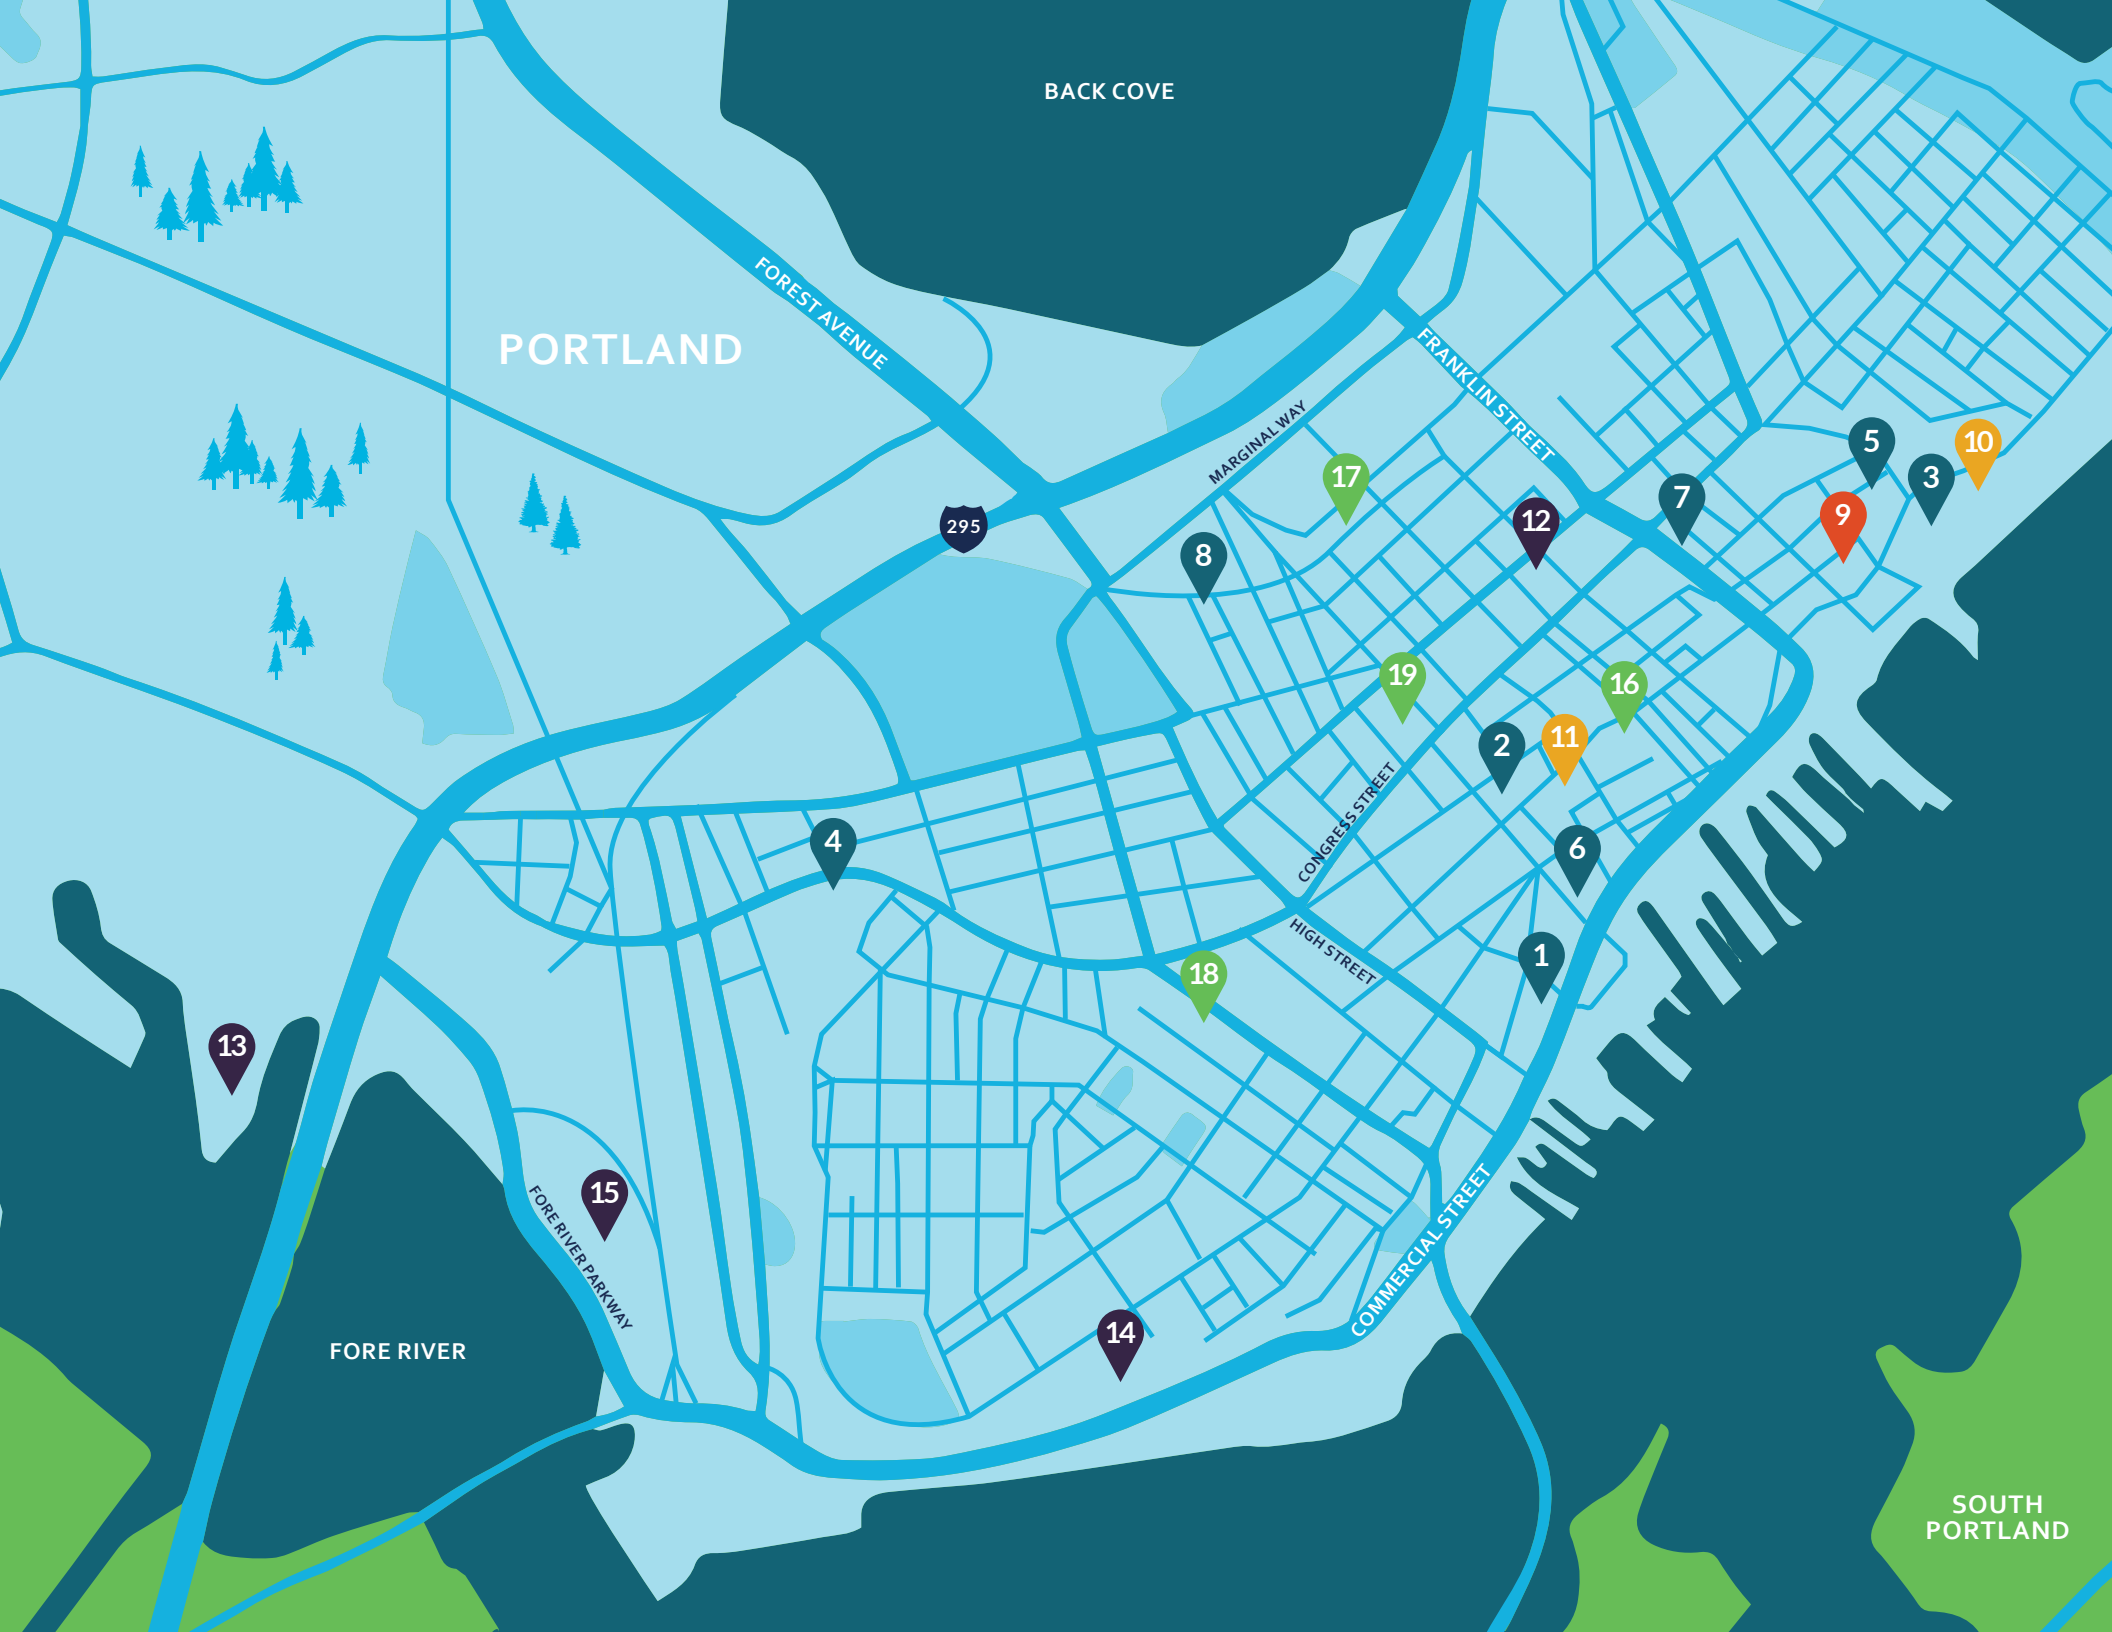 BACK COVE
FOREST AVENUE
PORTLAND
FRANKLIN STREET
MARGINAL WAY
5
10
17
3
7
9
12
295
8
19
16
2
11
CONGRESS STREET
4
6
HIGH STREET
1
18
13
15
FORE RIVER PARKWAY
COMMERCIAL STREET
14
FORE RIVER
SOUTH
PORTLAND